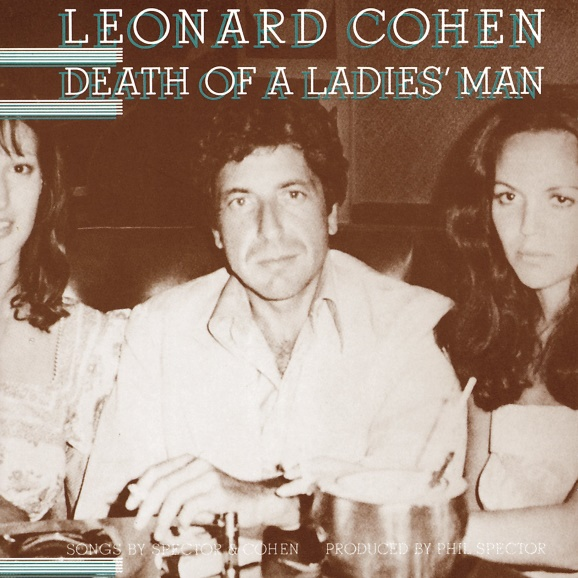 LEONARD COHEN
DEATH OF A LADIES' MAN
SONGS BY SPECTOR & COHEN PRODUCED BY PHIL SPECTOR